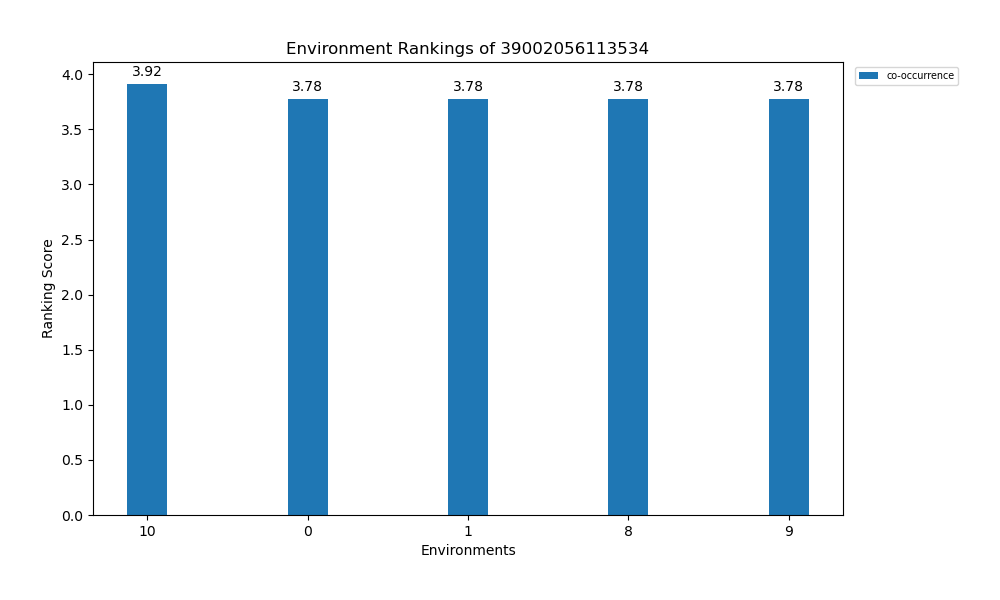 Environment Rankings of 39002056113534
co-occurrence
3.92 3.78 3.78 3.78 3.78
Ranking Score
4.0
3.5
3.0
2.5
2.0
1.5
1.0
0.5
0.0
10 0 1 8 9
Environments